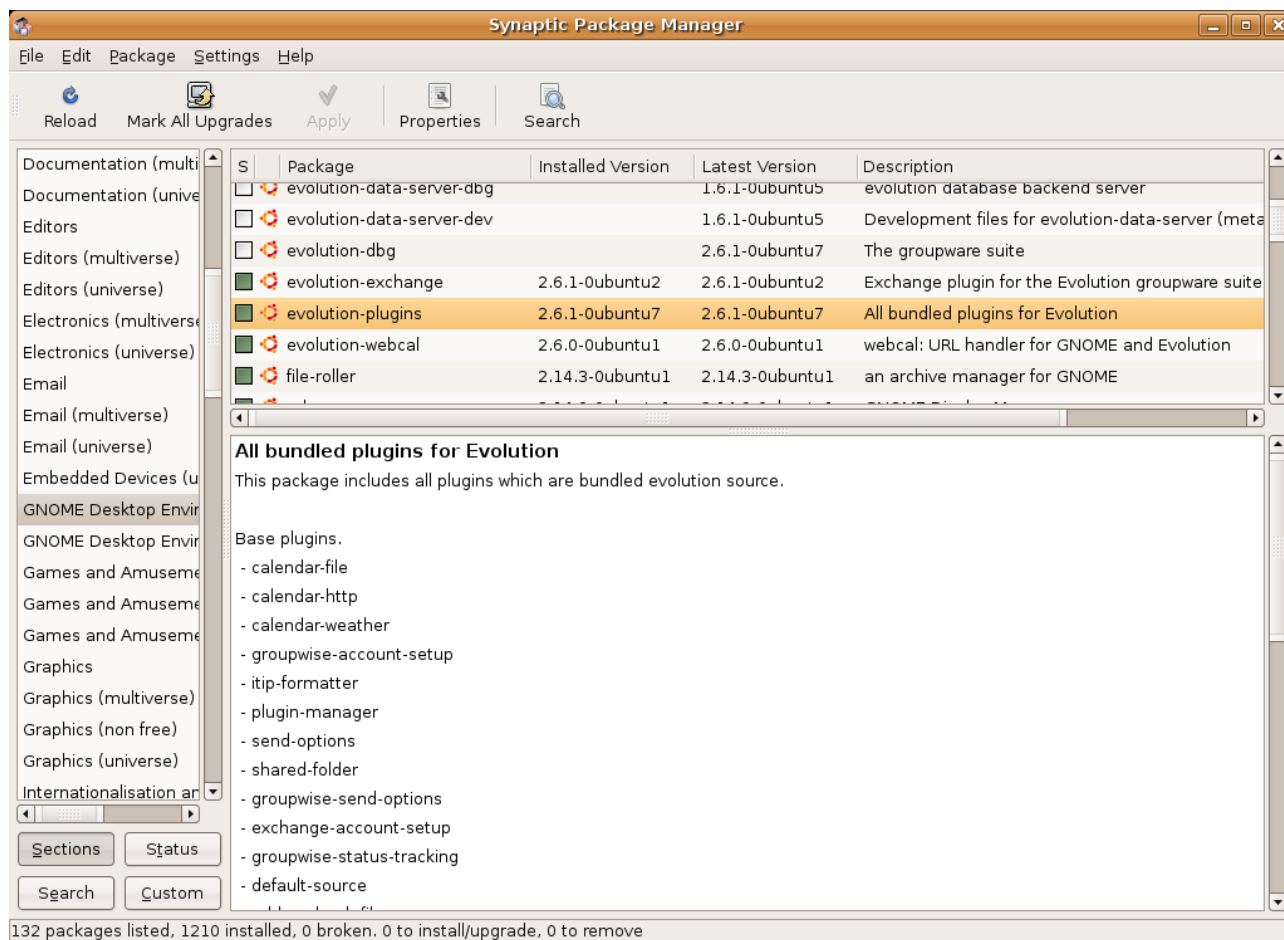 Synaptic Package Manager
File Edit Package Settings Help
Reload Mark All Upgrades Apply Properties Search
Documentation (multi
Documentation (unive
Editors
Editors (multiverse)
Editors (universe)
Electronics (multiverse
Electronics (universe)
Email
Email (multiverse)
Email (universe)
Embedded Devices (u
GNOME Desktop Envir
GNOME Desktop Envir
Games and Amuseme
Games and Amuseme
Games and Amuseme
Graphics
Graphics (multiverse)
Graphics (non free)
Graphics (universe)
Internationalisation an
Sections Status
Search Custom
S Package Installed Version Latest Version Description
evolution-data-server-dbg 1.6.1-0ubuntu5 evolution database backend server
evolution-data-server-dev 1.6.1-0ubuntu5 Development files for evolution-data-server (meta
evolution-dbg 2.6.1-0ubuntu7 The groupware suite
evolution-exchange 2.6.1-0ubuntu2 2.6.1-0ubuntu2 Exchange plugin for the Evolution groupware suite
evolution-plugins 2.6.1-0ubuntu7 2.6.1-0ubuntu7 All bundled plugins for Evolution
evolution-webcal 2.6.0-0ubuntu1 2.6.0-0ubuntu1 webcal: URL handler for GNOME and Evolution
file-roller 2.14.3-0ubuntu1 2.14.3-0ubuntu1 an archive manager for GNOME
All bundled plugins for Evolution
This package includes all plugins which are bundled evolution source.
Base plugins.
- calendar-file
- calendar-http
- calendar-weather
- groupwise-account-setup
- itip-formatter
- plugin-manager
- send-options
- shared-folder
- groupwise-send-options
- exchange-account-setup
- groupwise-status-tracking
- default-source
132 packages listed, 1210 installed, 0 broken. 0 to install/upgrade, 0 to remove